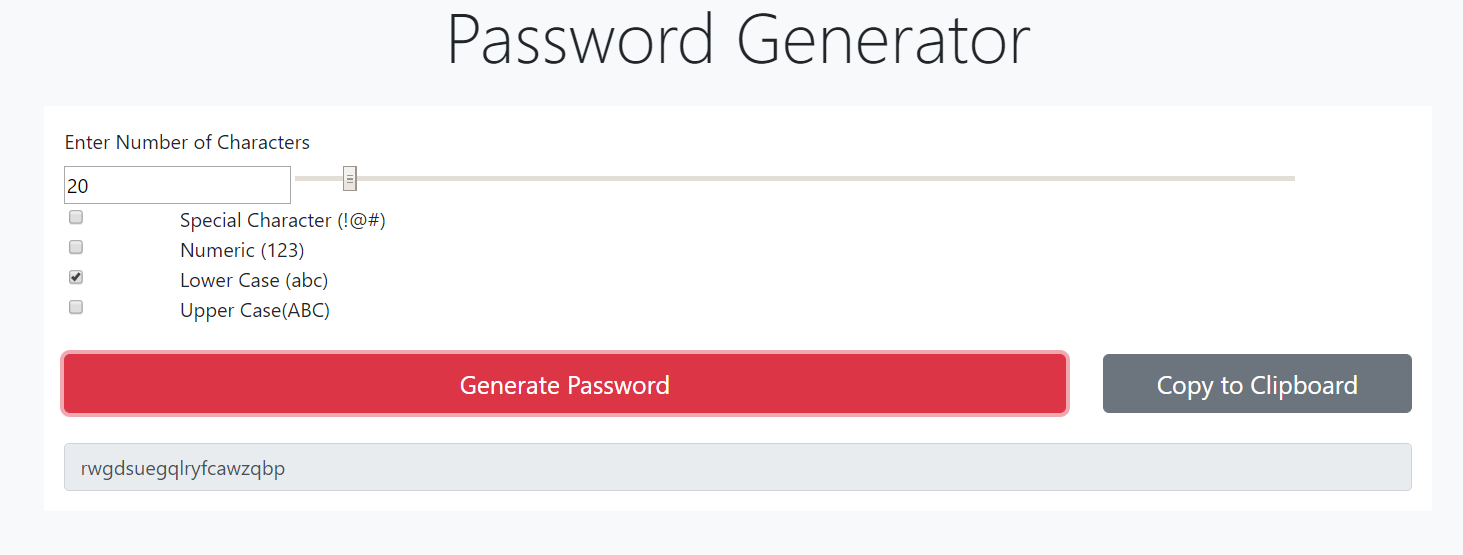 Password Generator
Enter Number of Characters
20
Special Character (!@#)
Numeric (123)
Lower Case (abc)
Upper Case(ABC)
Generate Password
Copy to Clipboard
rwgdsuegqlryfcawzqbp